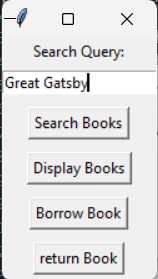 Search Query:
Great Gatsby
Search Books
Display Books
Borrow Book
return Book